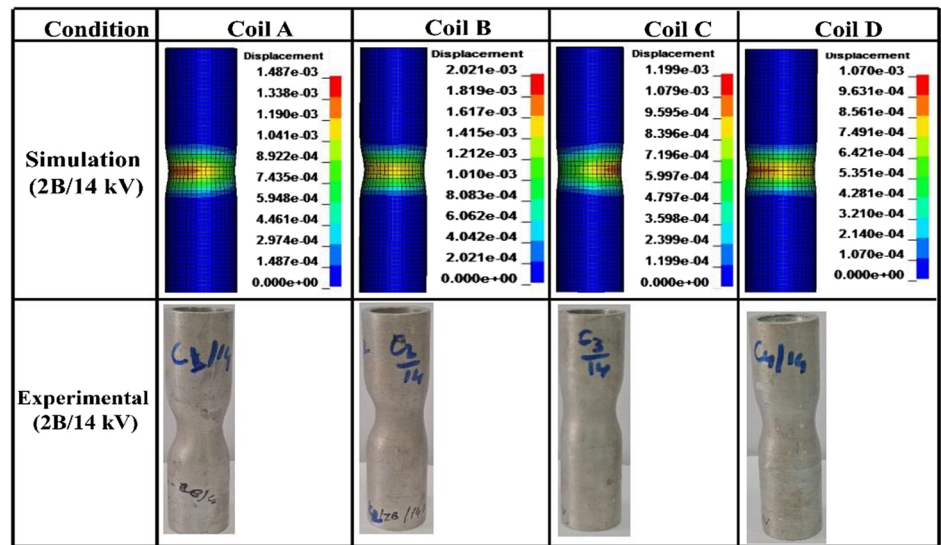 Condition
Coil A
Coil B
Coil C
Coil D
Simulation
(2B/14 kV)
Displacement
1.487e-03
1.338e-03
1.190e-03
1.041e-03
8.922e-04
7.435e-04
5.948e-04
4.461e-04
2.974e-04
1.487e-04
0.000e+00
Displacement
2.021e-03
1.819e-03
1.617e-03
1.415e-03
1.212e-03
1.010e-03
8.083e-04
6.062e-04
4.042e-04
2.021e-04
0.000e+00
Displacement
1.199e-03
1.079e-03
9.595e-04
8.396e-04
7.196e-04
5.997e-04
4.797e-04
3.598e-04
2.399e-04
1.199e-04
0.000e+00
Displacement
1.070e-03
9.631e-04
8.561e-04
7.491e-04
6.421e-04
5.351e-04
4.281e-04
3.210e-04
2.140e-04
1.070e-04
0.000e+00
Experimental
(2B/14 kV)
C1/14
C2
14
/2B/14
C3
14
C4/14